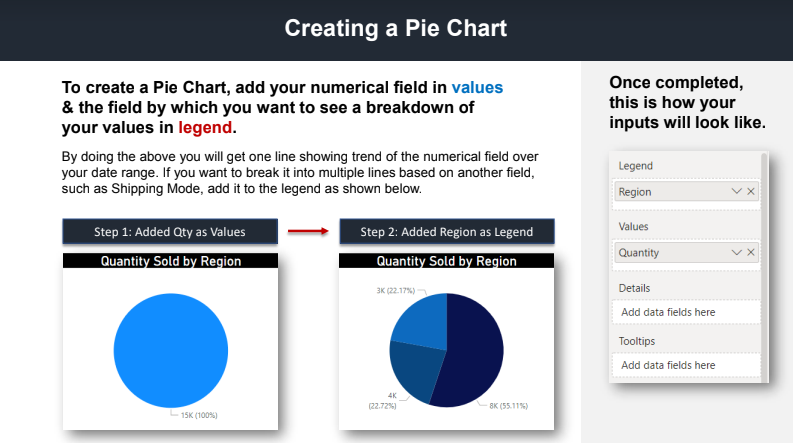 Creating a Pie Chart
To create a Pie Chart, add your numerical field in values
& the field by which you want to see a breakdown of
your values in legend.
By doing the above you will get one line showing trend of the numerical field over
your date range. If you want to break it into multiple lines based on another field,
such as Shipping Mode, add it to the legend as shown below.
Step 1: Added Qty as Values
Quantity Sold by Region
15K (100%)
Step 2: Added Region as Legend
Quantity Sold by Region
3K (22.17%)
4K
(22.72%)
8K (55.11%)
Once completed,
this is how your
inputs will look like.
Legend
Region
Values
Quantity
Details
Add data fields here
Tooltips
Add data fields here